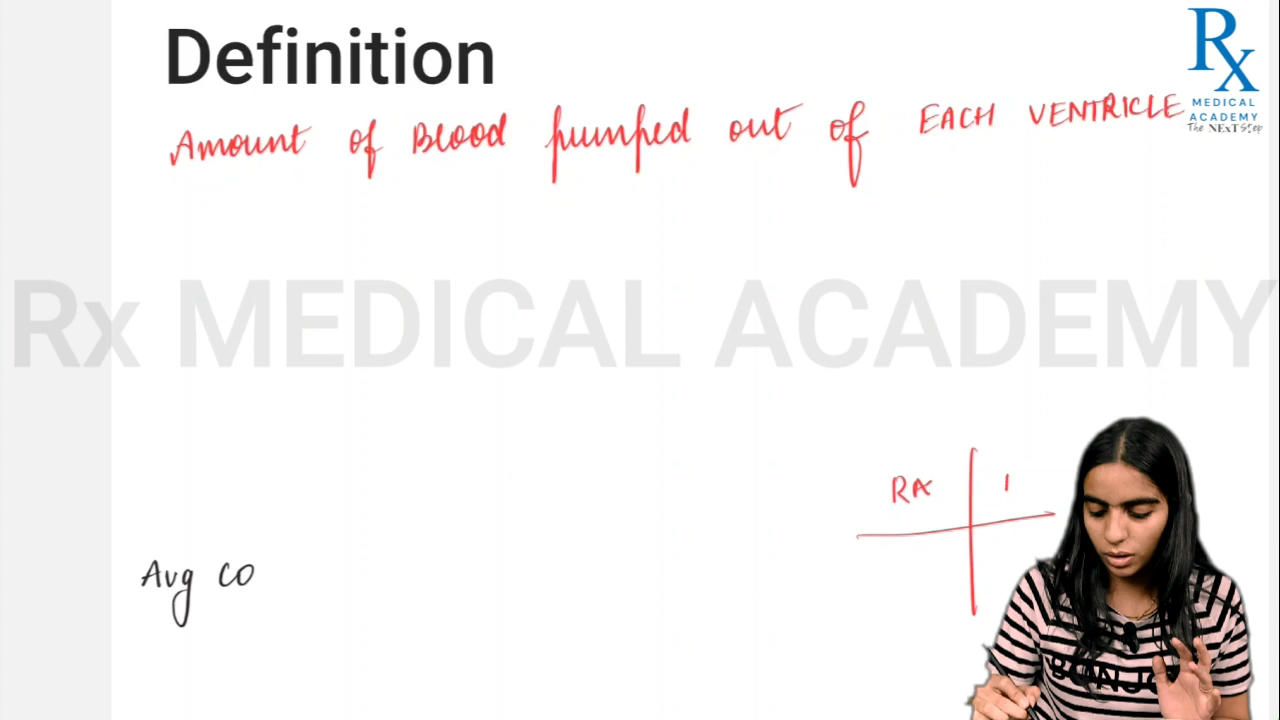 Definition
Amount of Blood pumped out of EACH VENTRICLE
Rx
MEDICAL
ACADEMY
The NExT Step
Rx MEDICAL ACADEMY
RA
Avg CO
BONJO